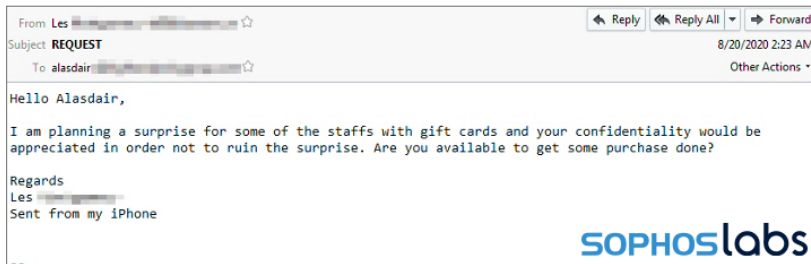 From Les
Reply Reply All Forward
Subject REQUEST
8/20/2020 2:23 AM
To alasdair
Other Actions
Hello Alasdair,
I am planning a surprise for some of the staffs with gift cards and your confidentiality would be
appreciated in order not to ruin the surprise. Are you available to get some purchase done?
Regards
Les
Sent from my iPhone
SOPHOSlabs